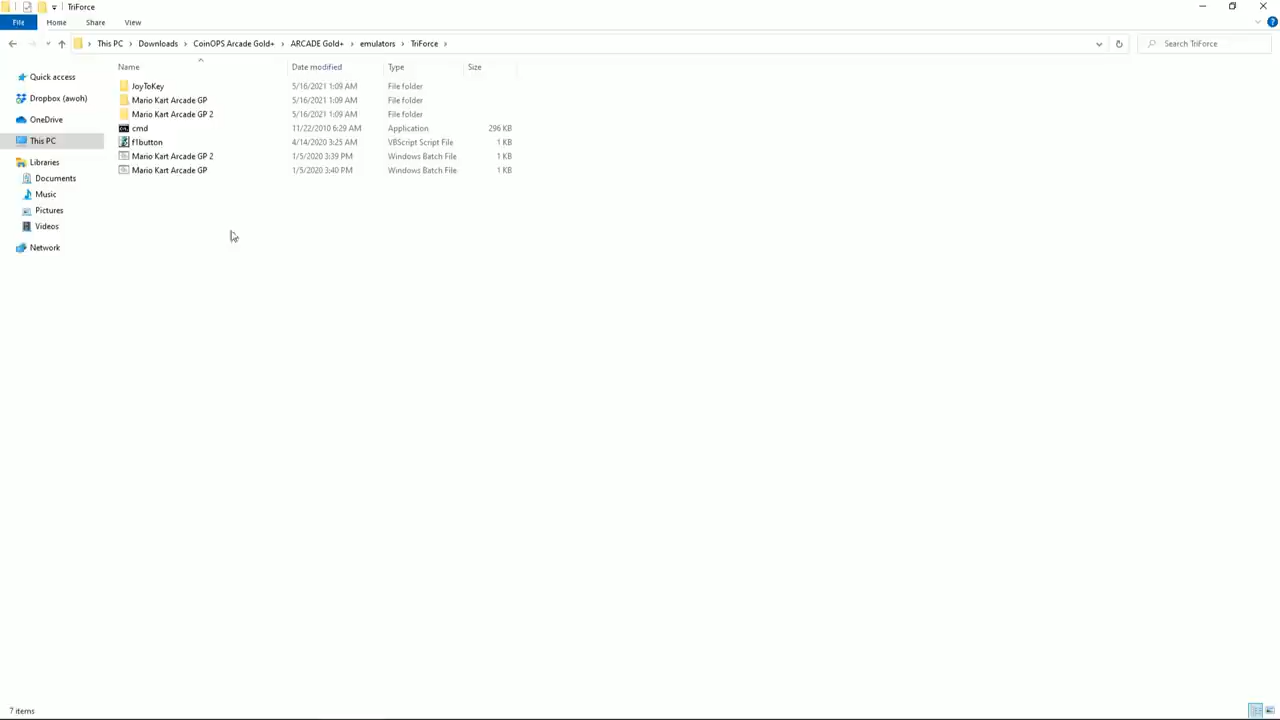 TriForce
File Home Share View
This PC Downloads CoinOPS Arcade Gold+ ARCADE Gold+ emulators TriForce Search TriForce
Name Date modified Type Size
Quick access
Dropbox (awoh)
OneDrive
This PC
Libraries
Documents
Music
Pictures
Videos
Network
JoyToKey 5/16/2021 1:09 AM File folder
Mario Kart Arcade GP 5/16/2021 1:09 AM File folder
Mario Kart Arcade GP 2 5/16/2021 1:09 AM File folder
cmd 11/22/2010 6:29 AM Application 296 KB
f1button 4/14/2020 3:25 AM VBScript Script File 1 KB
Mario Kart Arcade GP 2 1/5/2020 3:39 PM Windows Batch File 1 KB
Mario Kart Arcade GP 1/5/2020 3:40 PM Windows Batch File 1 KB
7 items